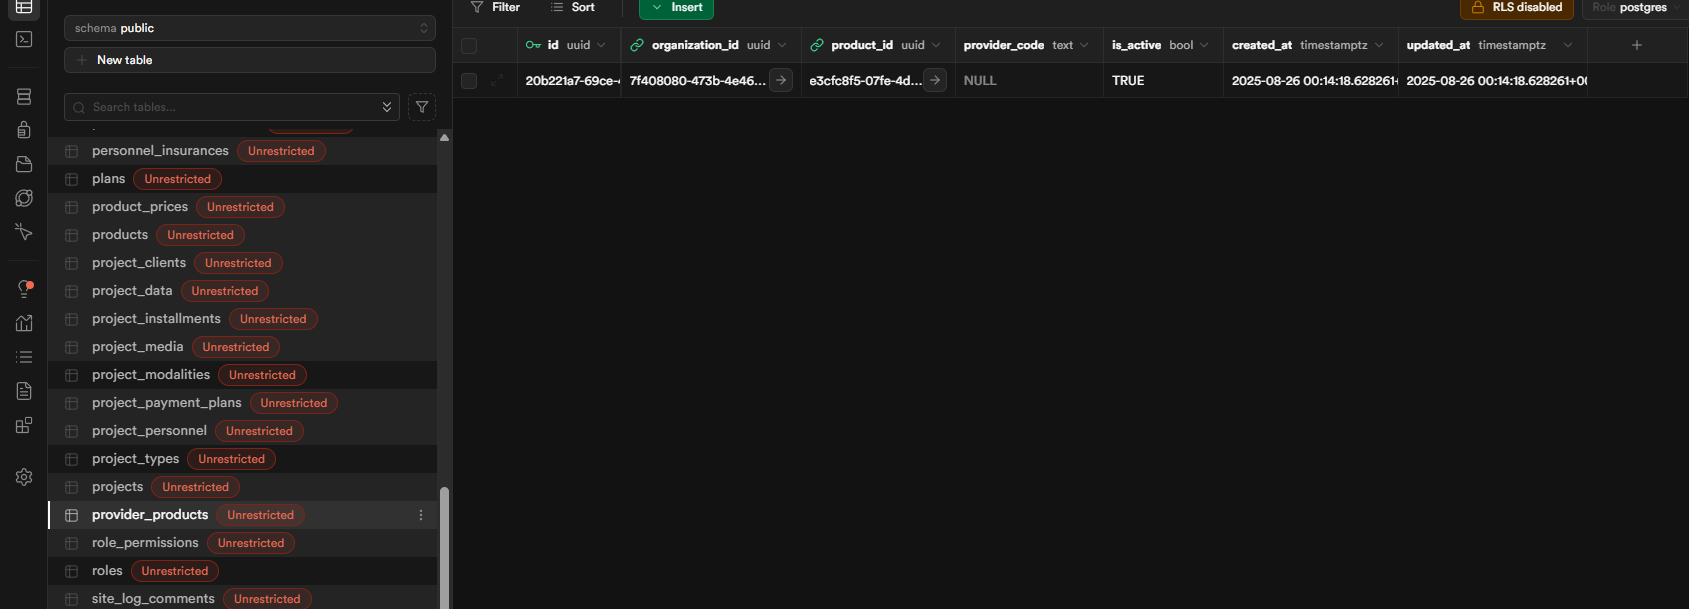 schema public
New table
Search tables...
personnel_insurances Unrestricted
plans Unrestricted
product_prices Unrestricted
products Unrestricted
project_clients Unrestricted
project_data Unrestricted
project_installments Unrestricted
project_media Unrestricted
project_modalities Unrestricted
project_payment_plans Unrestricted
project_personnel Unrestricted
project_types Unrestricted
projects Unrestricted
provider_products Unrestricted
role_permissions Unrestricted
roles Unrestricted
site_log_comments Unrestricted
Filter Sort Insert RLS disabled Role postgres
id uuid organization_id uuid product_id uuid provider_code text is_active bool created_at timestamptz updated_at timestamptz
20b221a7-69ce- 7f408080-473b-4e46... e3cfc8f5-07fe-4d... NULL TRUE 2025-08-26 00:14:18.628261+ 2025-08-26 00:14:18.628261+0